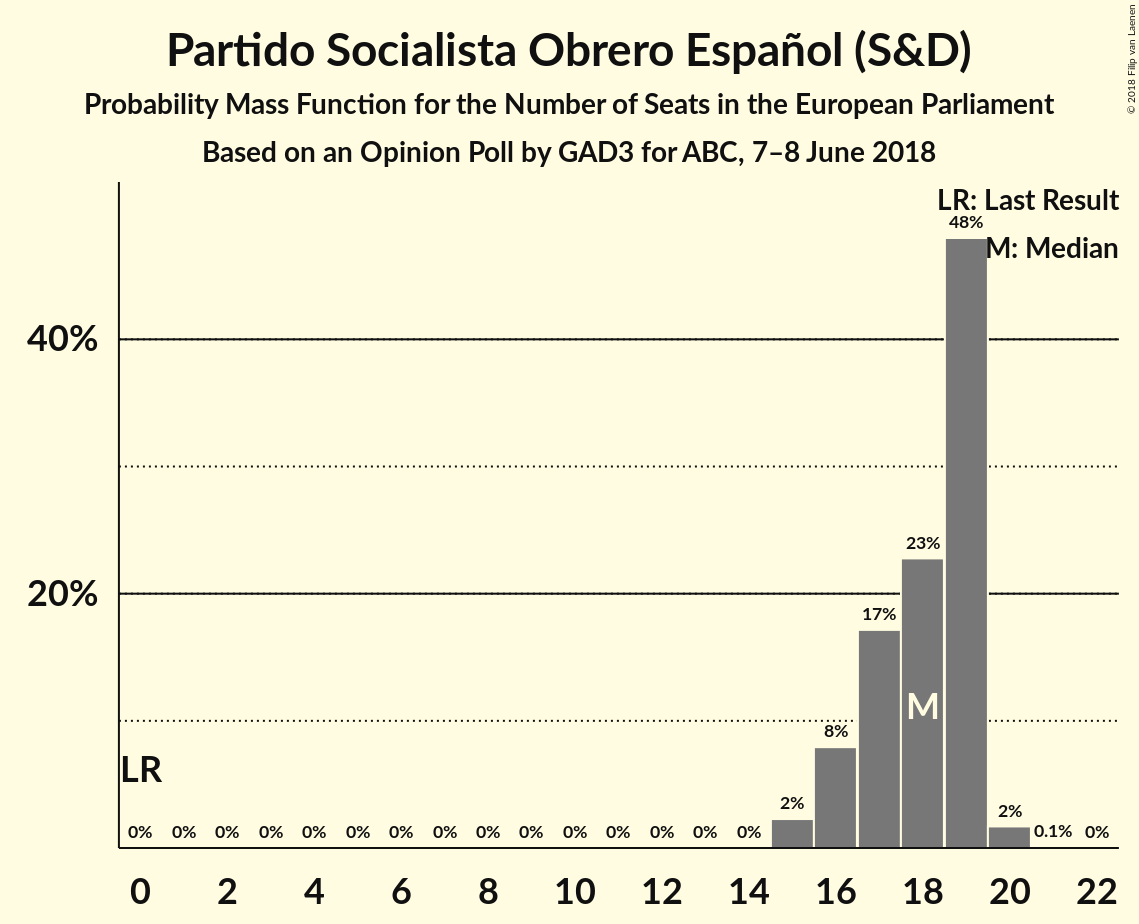 Partido Socialista Obrero Español (S&D)
Probability Mass Function for the Number of Seats in the European Parliament
Based on an Opinion Poll by GAD3 for ABC, 7–8 June 2018
© 2018 Filip van Laenen
LR: Last Result
M: Median
48%
40%
23%
20%
17%
M
8%
LR
2%
2%
0% 0% 0% 0% 0% 0% 0% 0% 0% 0% 0% 0% 0% 0% 0% 0.1% 0%
0 2 4 6 8 10 12 14 16 18 20 22